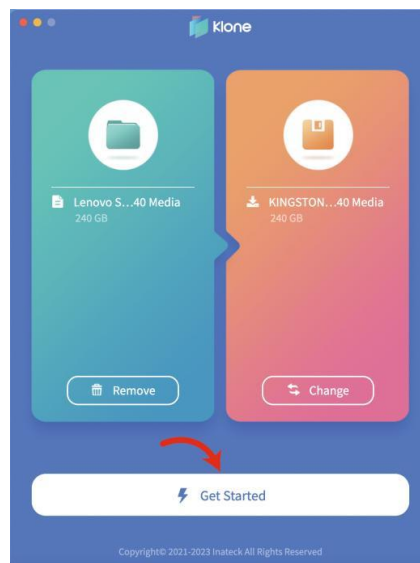 Klone
Lenovo S...40 Media
240 GB
KINGSTON...40 Media
240 GB
Remove
Change
Get Started
Copyright© 2021-2023 Inateck All Rights Reserved